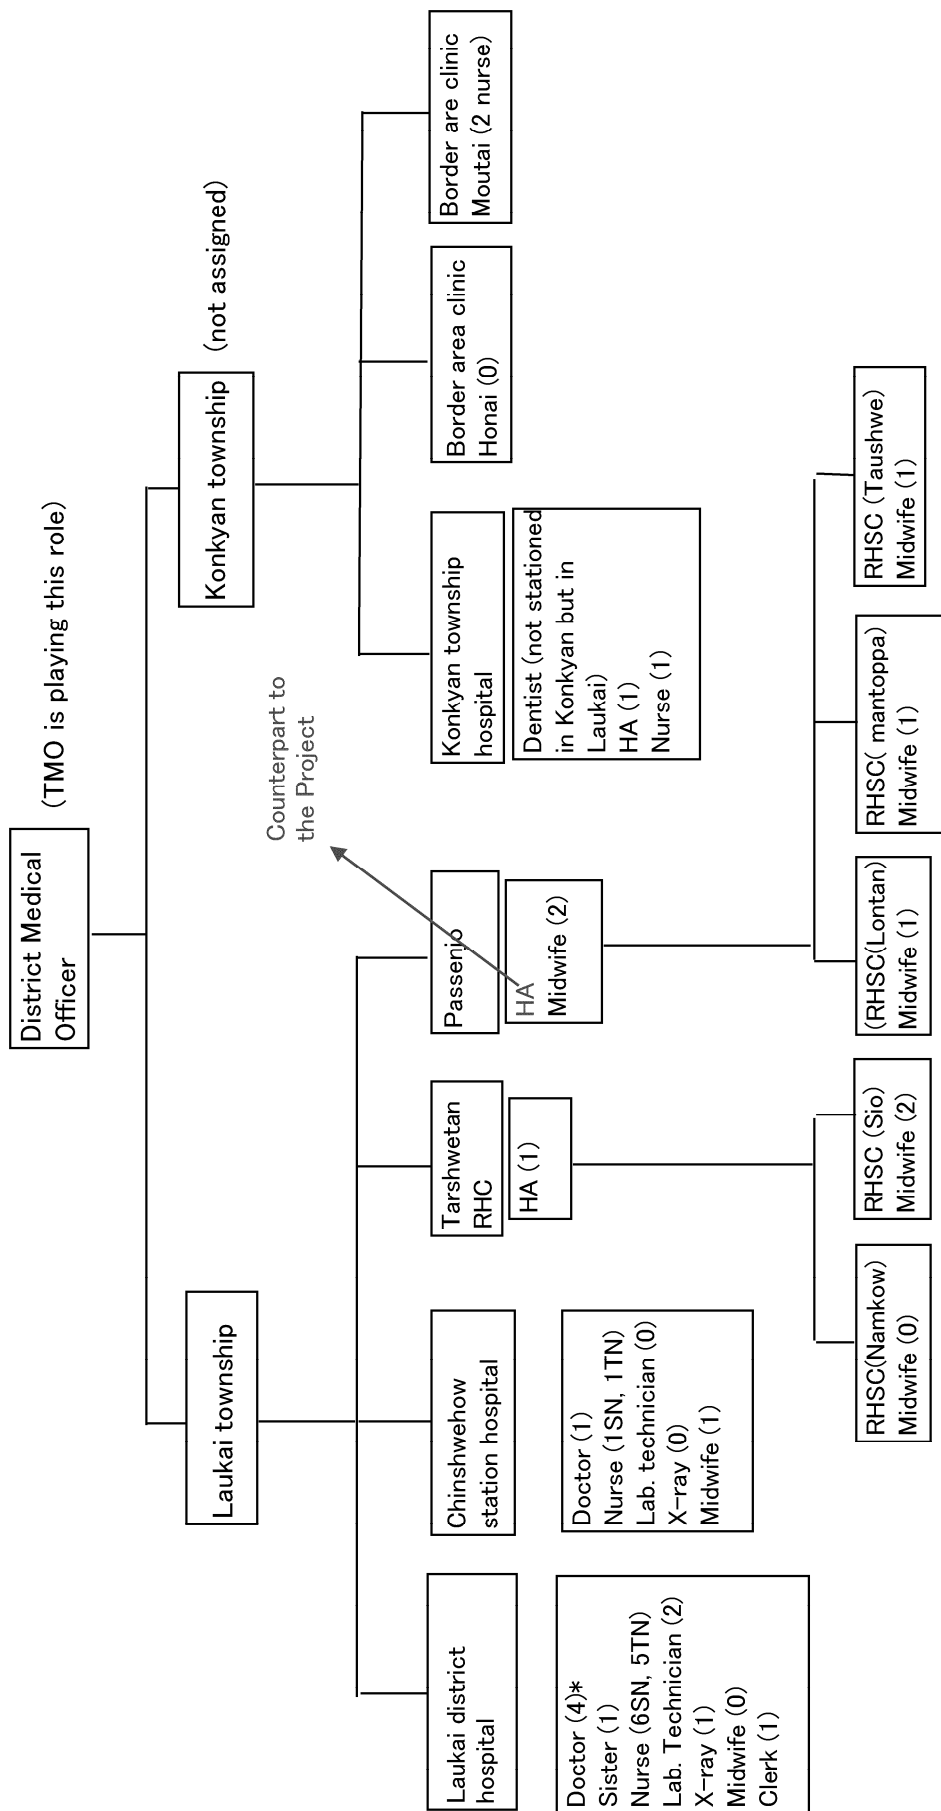 District Medical
Officer
(TMO is playing this role)
Laukai township
Konkyan township
(not assigned)
Laukai district
hospital
Chinshwehow
station hospital
Tarshwetan
RHC
Passenjo
Counterpart to
the Project
Konkyan township
hospital
Border area clinic
Honai (0)
Border are clinic
Moutai (2 nurse)
Doctor (4)*
Sister (1)
Nurse (6SN, 5TN)
Lab. Technician (2)
X-ray (1)
Midwife (0)
Clerk (1)
Doctor (1)
Nurse (1SN, 1TN)
Lab. technician (0)
X-ray (0)
Midwife (1)
HA (1)
HA
Midwife (2)
Dentist (not stationed
in Konkyan but in
Laukai)
HA (1)
Nurse (1)
RHSC(Namkow)
Midwife (0)
RHSC (Sio)
Midwife (2)
(RHSC(Lontan)
Midwife (1)
RHSC( mantoppa)
Midwife (1)
RHSC (Taushwe)
Midwife (1)